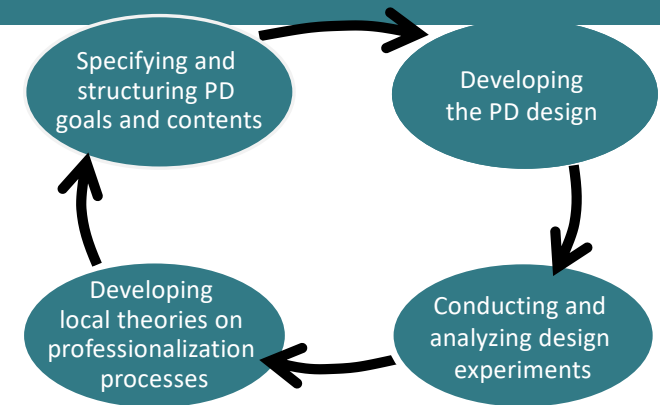 Specifying and
structuring PD
goals and contents
Developing
the PD design
Developing
local theories on
professionalization
processes
Conducting and
analyzing design
experiments